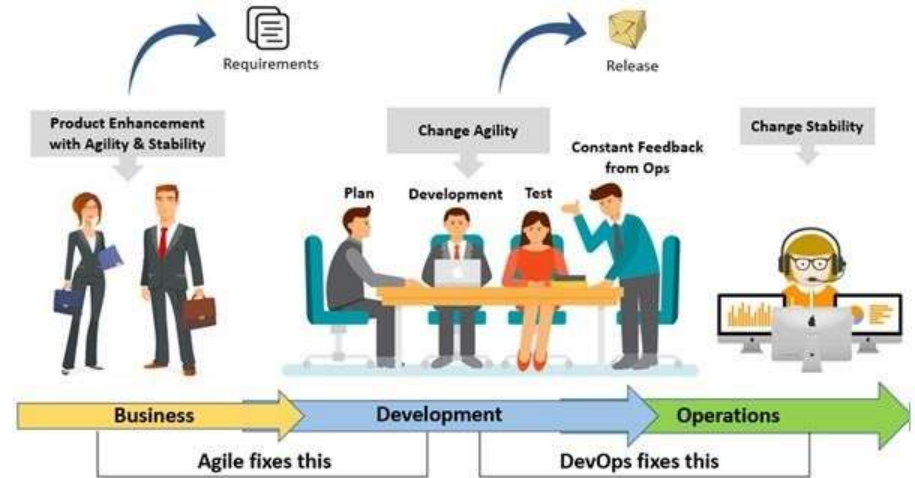 Requirements
Release
Product Enhancement
with Agility & Stability
Change Agility
Change Stability
Constant Feedback
from Ops
Plan
Development
Test
Business
Development
Operations
Agile fixes this
DevOps fixes this